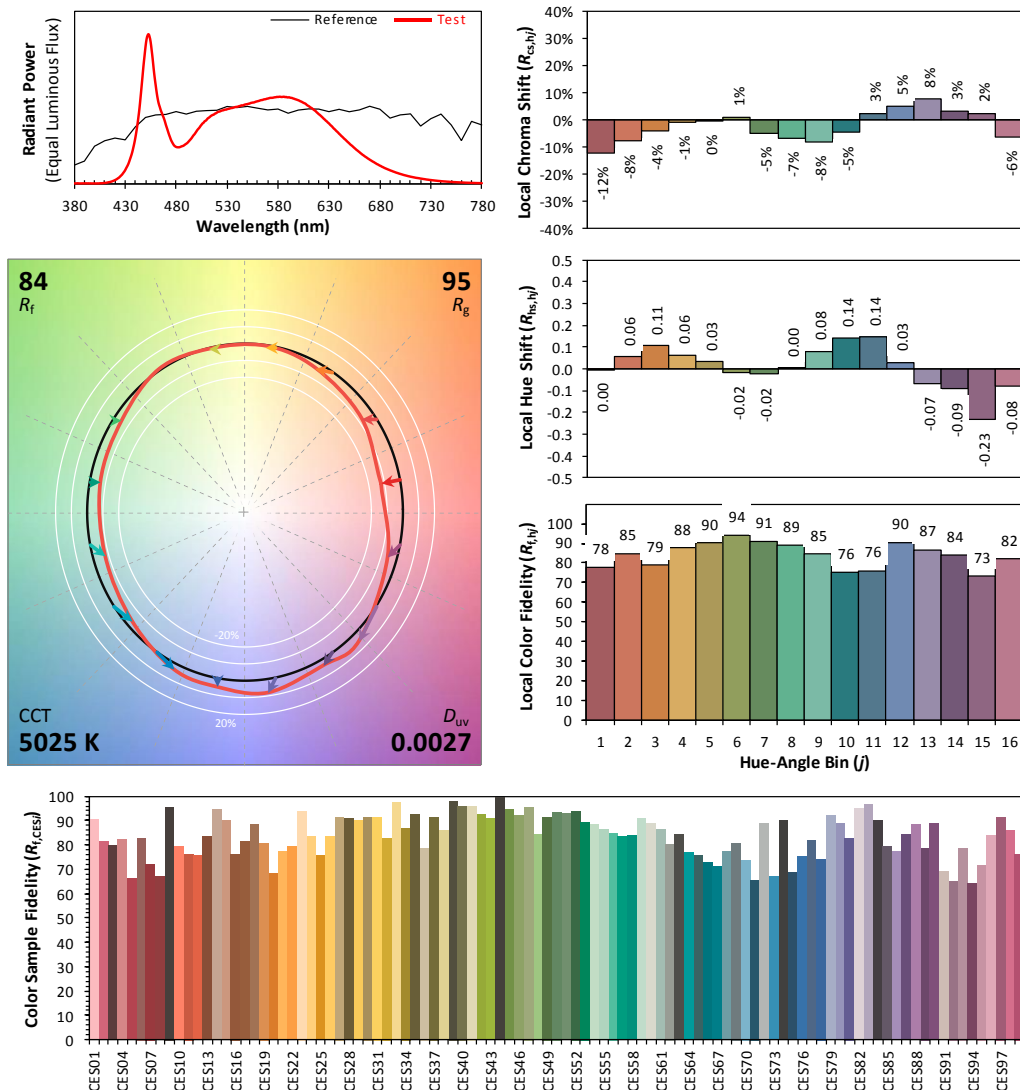 Reference Test
Radiant Power
(Equal Luminous Flux)
380 430 480 530 580 630 680 730 780
Wavelength (nm)
Local Chroma Shift (Rcs,hj)
40%
30%
20%
10%
0%
-10%
-20%
-30%
-40%
-12% -8% -4% -1% 0% 1% -5% -7% -8% -5% 3% 5% 8% 3% 2% -6%
84
Rf
95
Rg
-20%
20%
CCT
5025 K
Duv
0.0027
Local Hue Shift (Rhs,hj)
0.5
0.4
0.3
0.2
0.1
0.0
-0.1
-0.2
-0.3
-0.4
-0.5
0.00 0.06 0.11 0.06 0.03 -0.02 -0.02 0.00 0.08 0.14 0.14 0.03 -0.07 -0.09 -0.23 -0.08
Local Color Fidelity (Rf,hj)
100
90
80
70
60
50
40
30
20
10
0
78 85 79 88 90 94 91 89 85 76 76 90 87 84 73 82
1 2 3 4 5 6 7 8 9 10 11 12 13 14 15 16
Hue-Angle Bin (j)
Color Sample Fidelity (Rf,CESi)
100
90
80
70
60
50
40
30
20
10
0
CES01 CES04 CES07 CES10 CES13 CES16 CES19 CES22 CES25 CES28 CES31 CES34 CES37 CES40 CES43 CES46 CES49 CES52 CES55 CES58 CES61 CES64 CES67 CES70 CES73 CES76 CES79 CES82 CES85 CES88 CES91 CES94 CES97